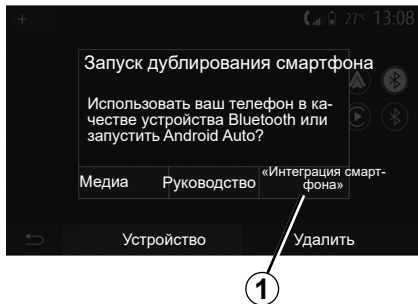 + 27°c 13:08
Запуск дублирования смартфона
Использовать ваш телефон в ка-
честве устройства Bluetooth или
запустить Android Auto?
Медиа Руководство «Интеграция смарт-
фона»
Устройство Удалить
1